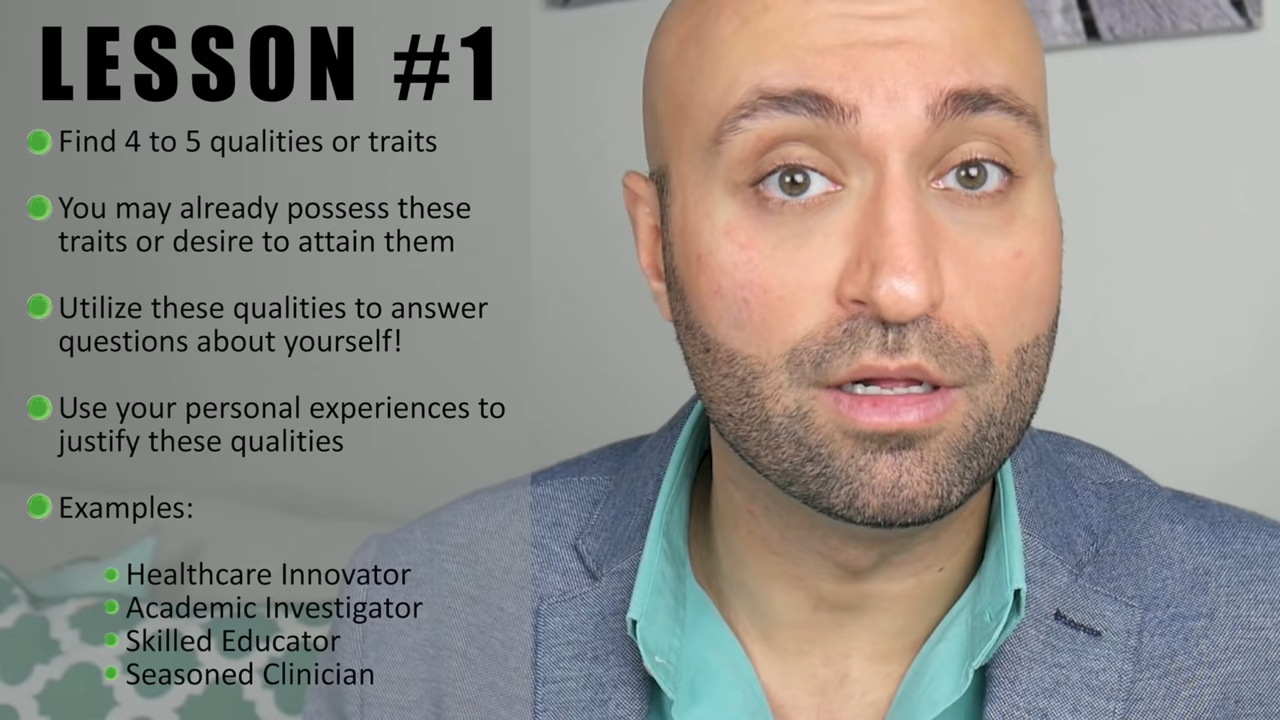 LESSON #1
Find 4 to 5 qualities or traits
You may already possess these
traits or desire to attain them
Utilize these qualities to answer
questions about yourself!
Use your personal experiences to
justify these qualities
Examples:
Healthcare Innovator
Academic Investigator
Skilled Educator
Seasoned Clinician